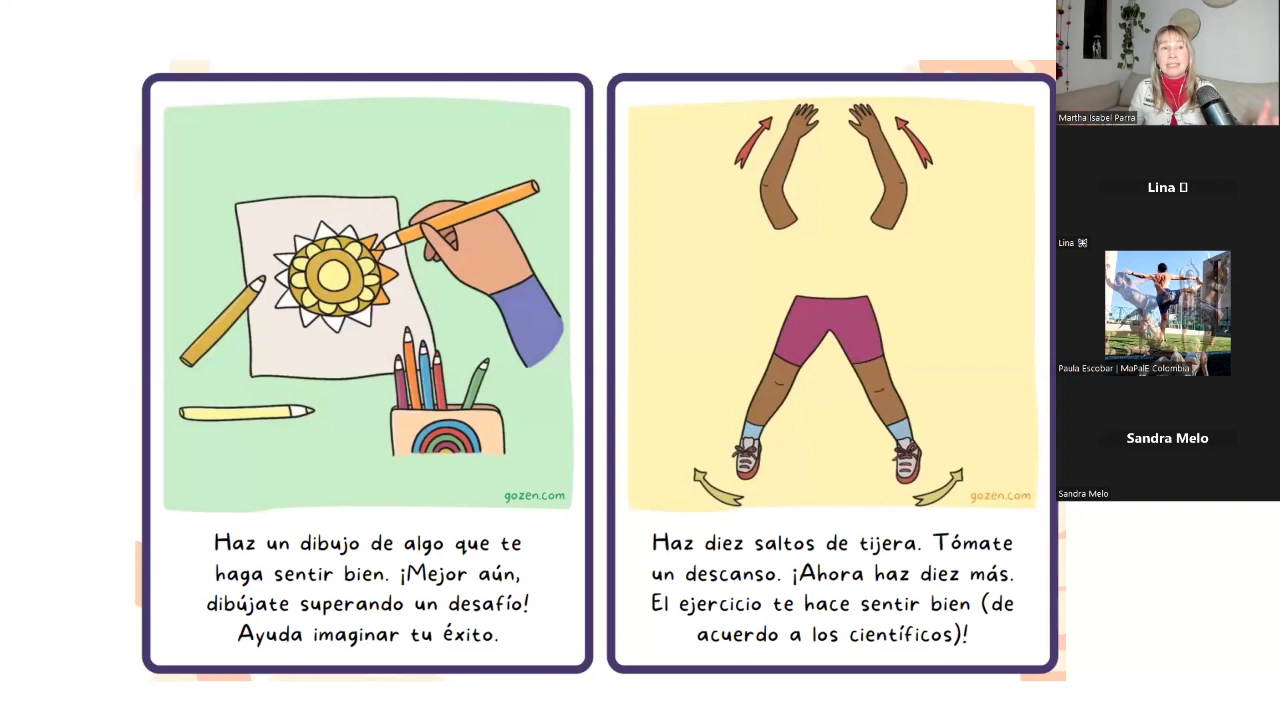 gozen.com
Haz un dibujo de algo que te
haga sentir bien. ¡Mejor aún,
dibújate superando un desafío!
Ayuda imaginar tu éxito.
gozen.com
Haz diez saltos de tijera. Tómate
un descanso. ¡Ahora haz diez más.
El ejercicio te hace sentir bien (de
acuerdo a los científicos)!
Martha Isabel Parra
Lina
Lina
Paula Escobar | MaPalE Colombia
Sandra Melo
Sandra Melo